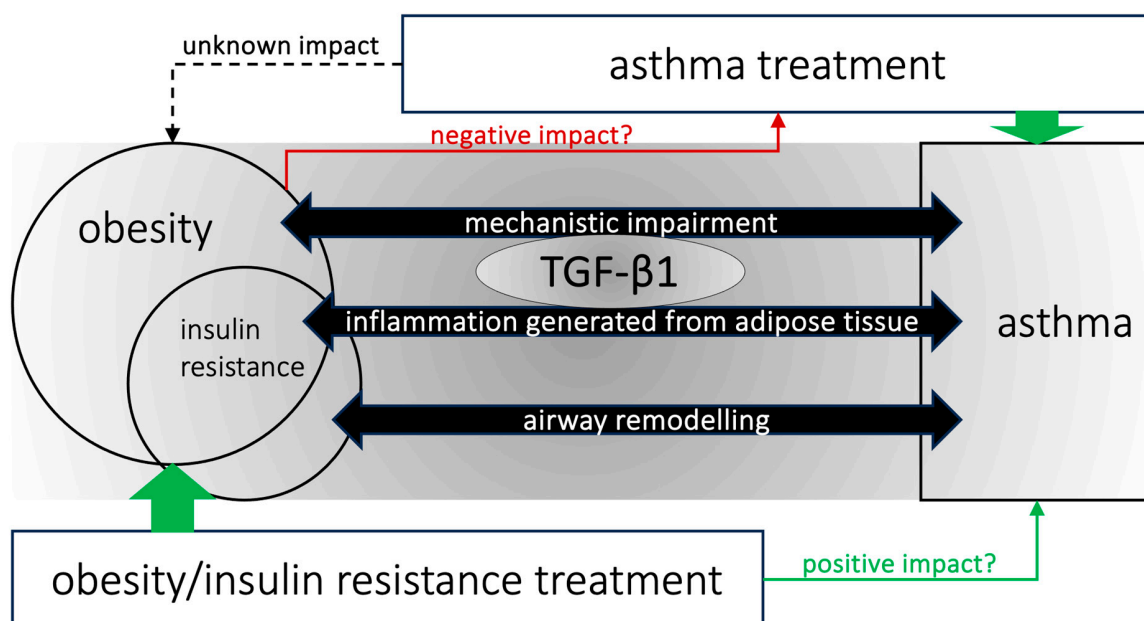 unknown impact
asthma treatment
negative impact?
obesity
mechanistic impairment
TGF-β1
insulin
resistance
inflammation generated from adipose tissue
asthma
airway remodelling
obesity/insulin resistance treatment
positive impact?